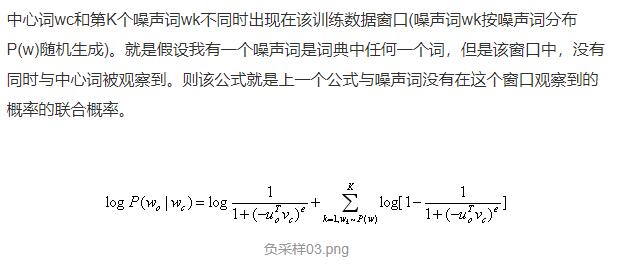 中心词wc和第K个噪声词wk不同时出现在该训练数据窗口(噪声词wk按噪声词分布
P(w)随机生成)。就是假设我有一个噪声词是词典中任何一个词，但是该窗口中，没有
同时与中心词被观察到。则该公式就是上一个公式与噪声词没有在这个窗口观察到的
概率的联合概率。
log P(w_o | w_c) = log \frac{1}{1+(-u_o^T v_c)^e} + \sum_{k=1,w_k \sim P(w)}^{K} log[1- \frac{1}{1+(-u_o^T v_c)^e}]
负采样03.png